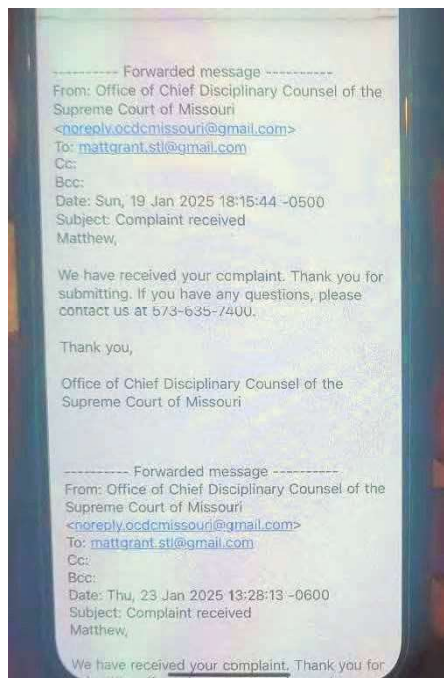 ---------- Forwarded message ----------
From: Office of Chief Disciplinary Counsel of the
Supreme Court of Missouri
<noreply.ocdcmissouri@gmail.com>
To: mattgrant.stl@gmail.com
Cc:
Bcc:
Date: Sun, 19 Jan 2025 18:15:44 -0500
Subject: Complaint received
Matthew,
We have received your complaint. Thank you for
submitting. If you have any questions, please
contact us at 573-635-7400.
Thank you,
Office of Chief Disciplinary Counsel of the
Supreme Court of Missouri
---------- Forwarded message ----------
From: Office of Chief Disciplinary Counsel of the
Supreme Court of Missouri
<noreply.ocdcmissouri@gmail.com>
To: mattgrant.stl@gmail.com
Cc:
Bcc:
Date: Thu, 23 Jan 2025 13:28:13 -0600
Subject: Complaint received
Matthew,
We have received your complaint. Thank you for